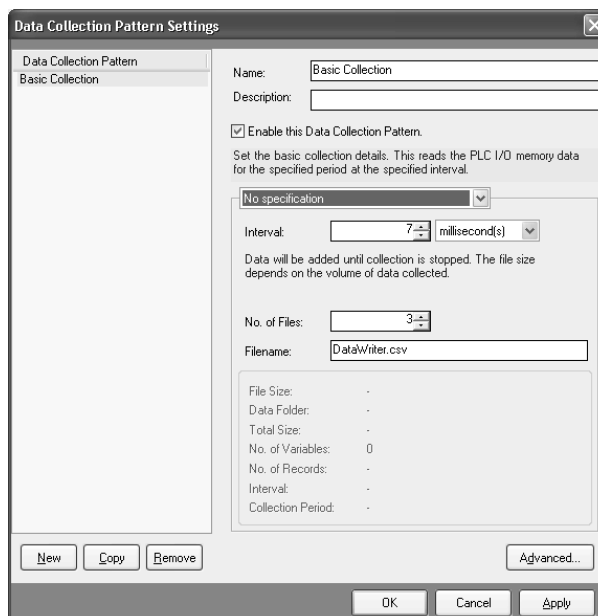 Data Collection Pattern Settings
Data Collection Pattern
Basic Collection
Name: Basic Collection
Description:
Enable this Data Collection Pattern.
Set the basic collection details. This reads the PLC I/O memory data
for the specified period at the specified interval.
No specification
Interval: 7 millisecond(s)
Data will be added until collection is stopped. The file size
depends on the volume of data collected.
No. of Files: 3
Filename: DataWriter.csv
File Size: -
Data Folder: -
Total Size: -
No. of Variables: 0
No. of Records: -
Interval: -
Collection Period: -
New Copy Remove Advanced...
OK Cancel Apply